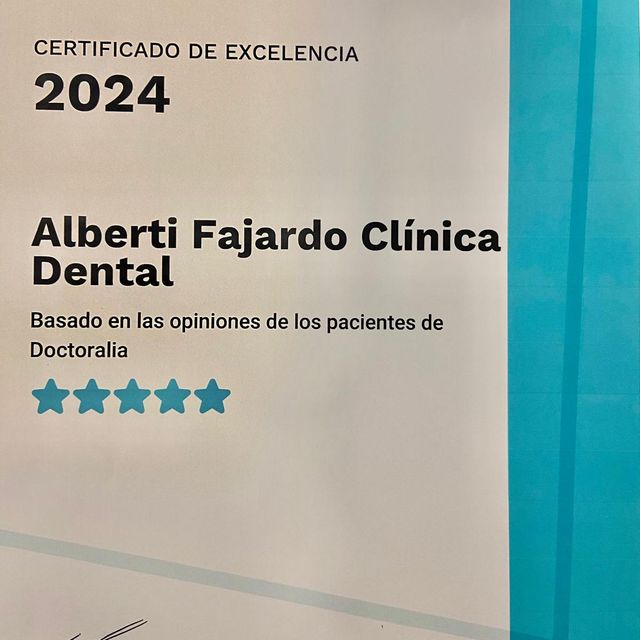 CERTIFICADO DE EXCELENCIA
2024
Alberti Fajardo Clínica
Dental
Basado en las opiniones de los pacientes de
Doctoralia